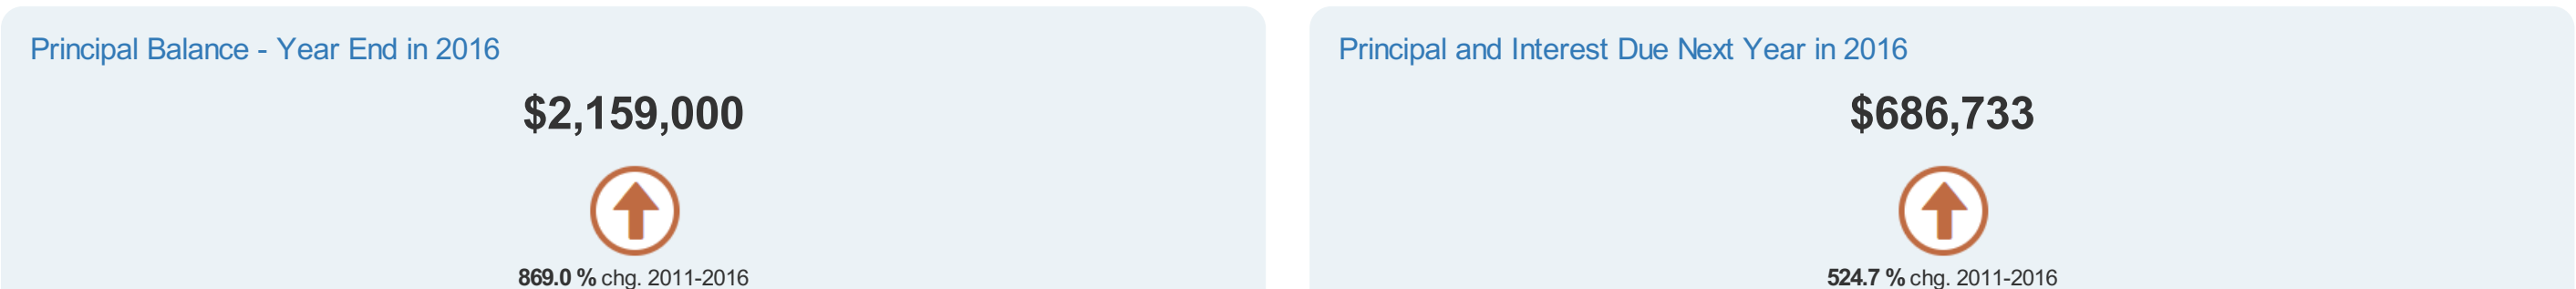 Principal Balance - Year End in 2016
$2,159,000
869.0 % chg. 2011-2016
Principal and Interest Due Next Year in 2016
$686,733
524.7 % chg. 2011-2016